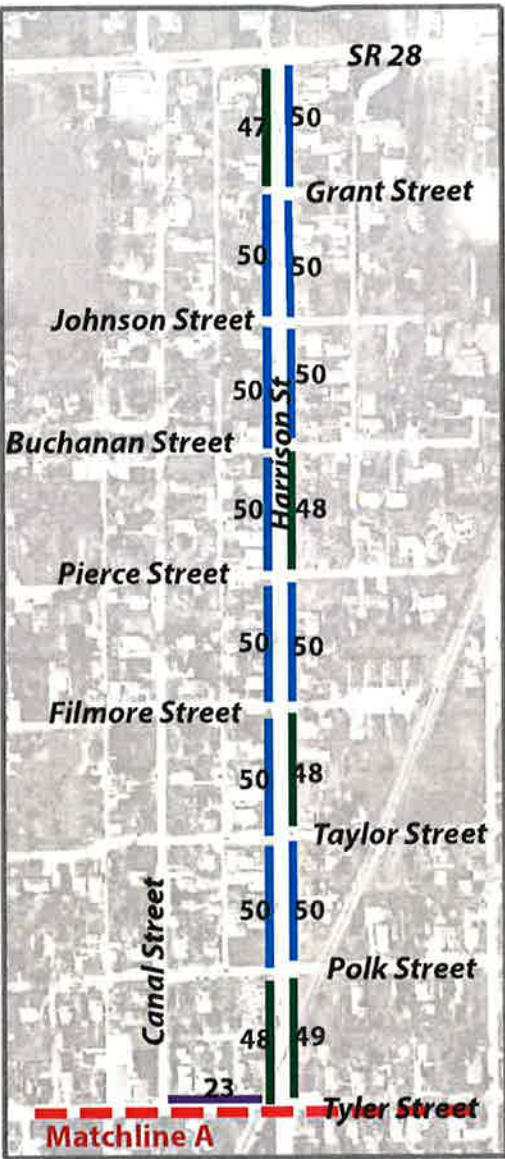 SR 28
47
50
Grant Street
50
50
Johnson Street
50
50
Harrison St
Buchanan Street
50
48
Pierce Street
50
50
Filmore Street
50
48
Taylor Street
50
50
Canal Street
Polk Street
48
49
23
Tyler Street
Matchline A